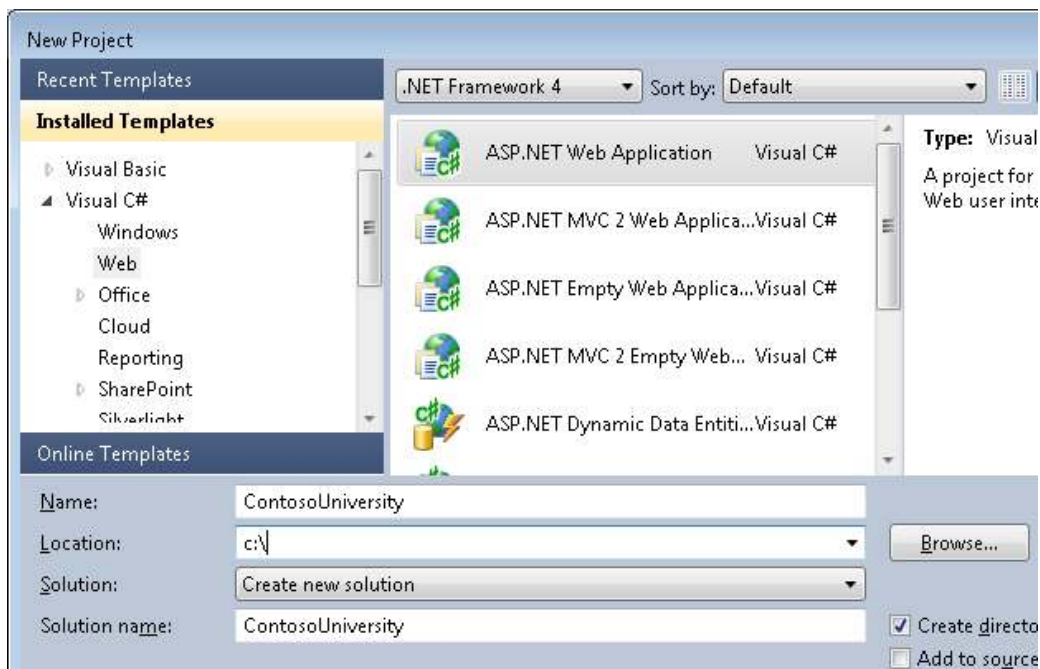 New Project
Recent Templates
Installed Templates
Visual Basic
Visual C#
Windows
Web
Office
Cloud
Reporting
SharePoint
Silverlight
Online Templates
.NET Framework 4 Sort by: Default
ASP.NET Web Application Visual C#
ASP.NET MVC 2 Web Applica...Visual C#
ASP.NET Empty Web Applica...Visual C#
ASP.NET MVC 2 Empty Web... Visual C#
ASP.NET Dynamic Data Entiti...Visual C#
Type: Visual
A project for
Web user inte
Name: ContosoUniversity
Location: c:\ Browse...
Solution: Create new solution
Solution name: ContosoUniversity
Create directo
Add to source